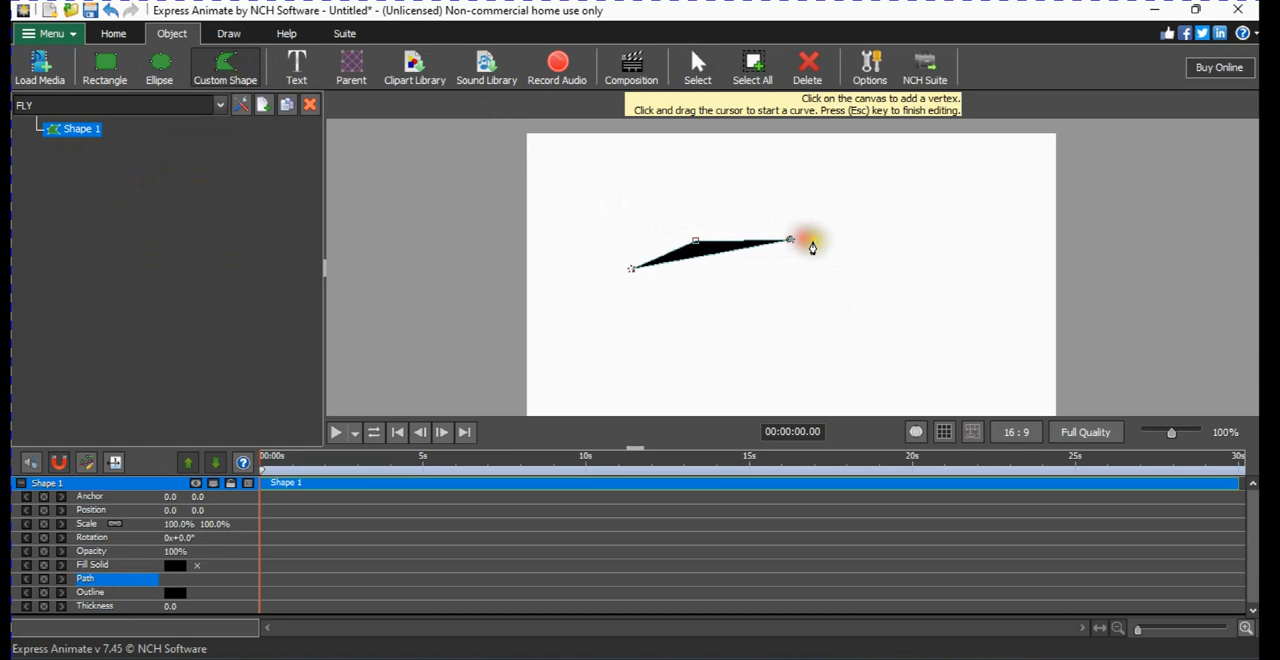 Express Animate by NCH Software - Untitled* - (Unlicensed) Non-commercial home use only
Menu Home Object Draw Help Suite
Load Media Rectangle Ellipse Custom Shape Text Parent Clipart Library Sound Library Record Audio Composition Select Select All Delete Options NCH Suite Buy Online
FLY
Click on the canvas to add a vertex.
Click and drag the cursor to start a curve. Press (Esc) key to finish editing.
Shape 1
00:00:00.00 16 : 9 Full Quality 100%
00:00s 5s 10s 15s 20s 25s 30s
Shape 1 Shape 1
Anchor 0.0 0.0
Position 0.0 0.0
Scale 100.0% 100.0%
Rotation 0x+0.0°
Opacity 100%
Fill Solid
Path
Outline
Thickness 0.0
Express Animate v 7.45 © NCH Software